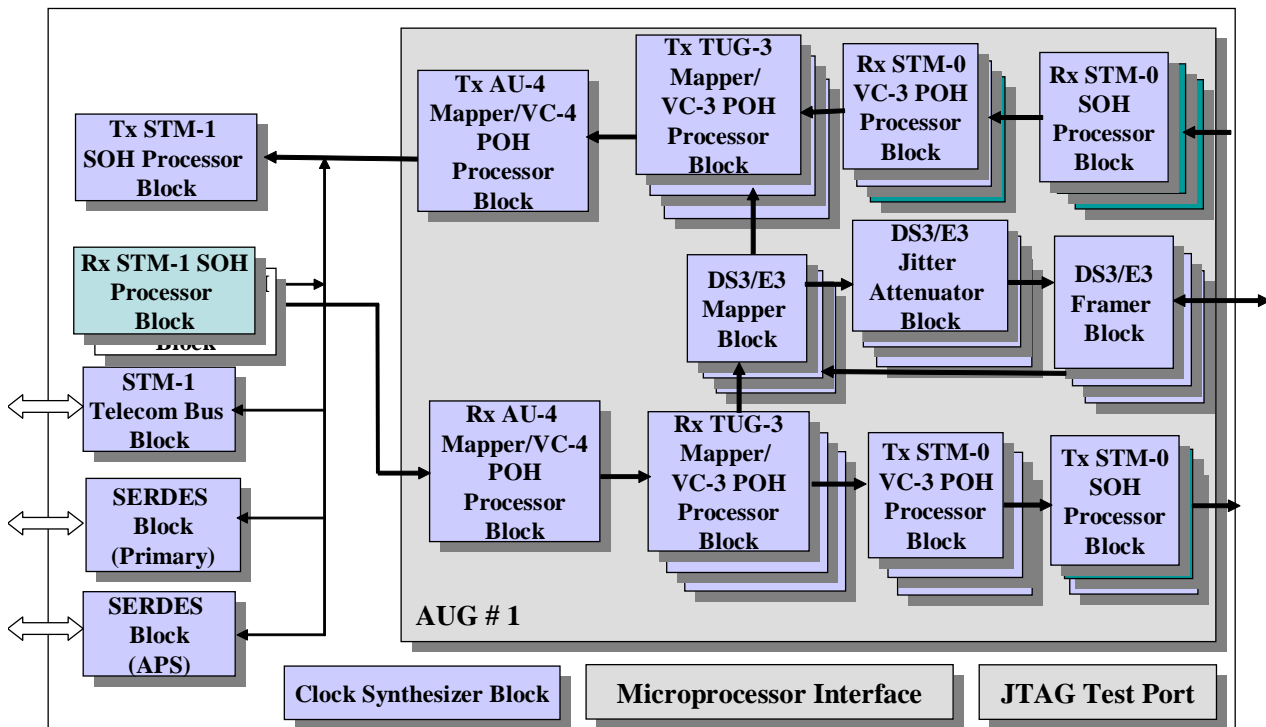 Tx TUG-3
Mapper/
VC-3 POH
Processor
Block
Rx STM-0
VC-3 POH
Processor
Block
Rx STM-0
SOH
Processor
Block
Tx AU-4
Mapper/VC-4
POH
Processor
Block
Tx STM-1
SOH Processor
Block
Rx STM-1 SOH
Processor
Block
Block
DS3/E3
Mapper
Block
DS3/E3
Jitter
Attenuator
Block
DS3/E3
Framer
Block
STM-1
Telecom Bus
Block
Rx AU-4
Mapper/VC-4
POH
Processor
Block
Rx TUG-3
Mapper/
VC-3 POH
Processor
Block
Tx STM-0
VC-3 POH
Processor
Block
Tx STM-0
SOH
Processor
Block
SERDES
Block
(Primary)
SERDES
Block
(APS)
AUG # 1
Clock Synthesizer Block
Microprocessor Interface
JTAG Test Port